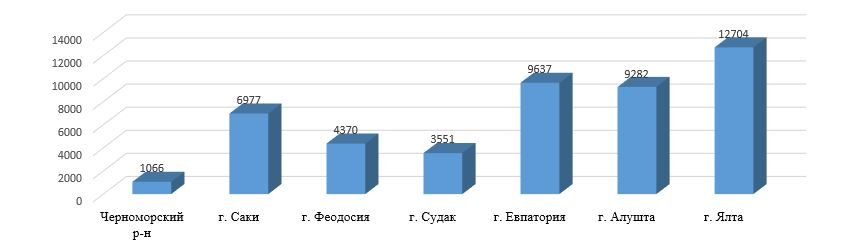 14000
12000
10000
8000
6000
4000
2000
0
1066
6977
4370
3551
9637
9282
12704
Черноморский
р-н
г. Саки
г. Феодосия
г. Судак
г. Евпатория
г. Алушта
г. Ялта